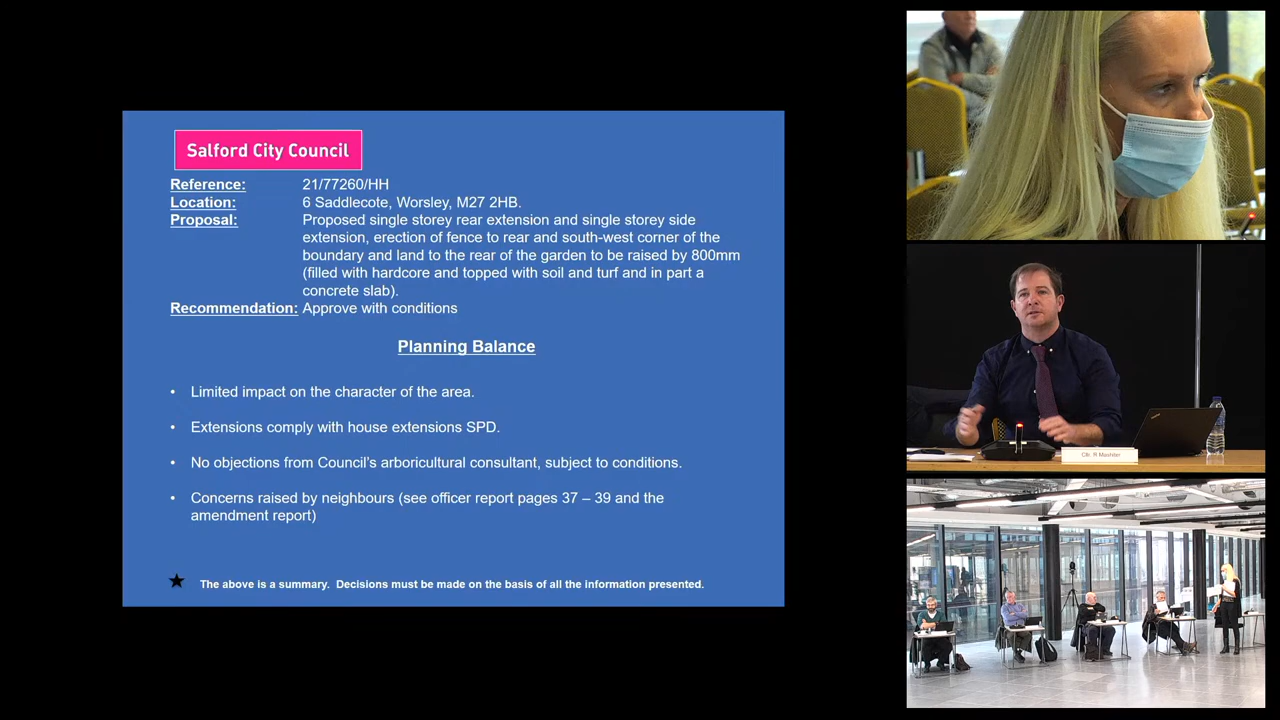 Salford City Council
Reference: 21/77260/HH
Location: 6 Saddlecote, Worsley, M27 2HB.
Proposal: Proposed single storey rear extension and single storey side
extension, erection of fence to rear and south-west corner of the
boundary and land to the rear of the garden to be raised by 800mm
(filled with hardcore and topped with soil and turf and in part a
concrete slab).
Recommendation: Approve with conditions
Planning Balance
• Limited impact on the character of the area.
• Extensions comply with house extensions SPD.
• No objections from Council's arboricultural consultant, subject to conditions.
• Concerns raised by neighbours (see officer report pages 37 – 39 and the
amendment report)
The above is a summary. Decisions must be made on the basis of all the information presented.
Cllr. R Mashiter